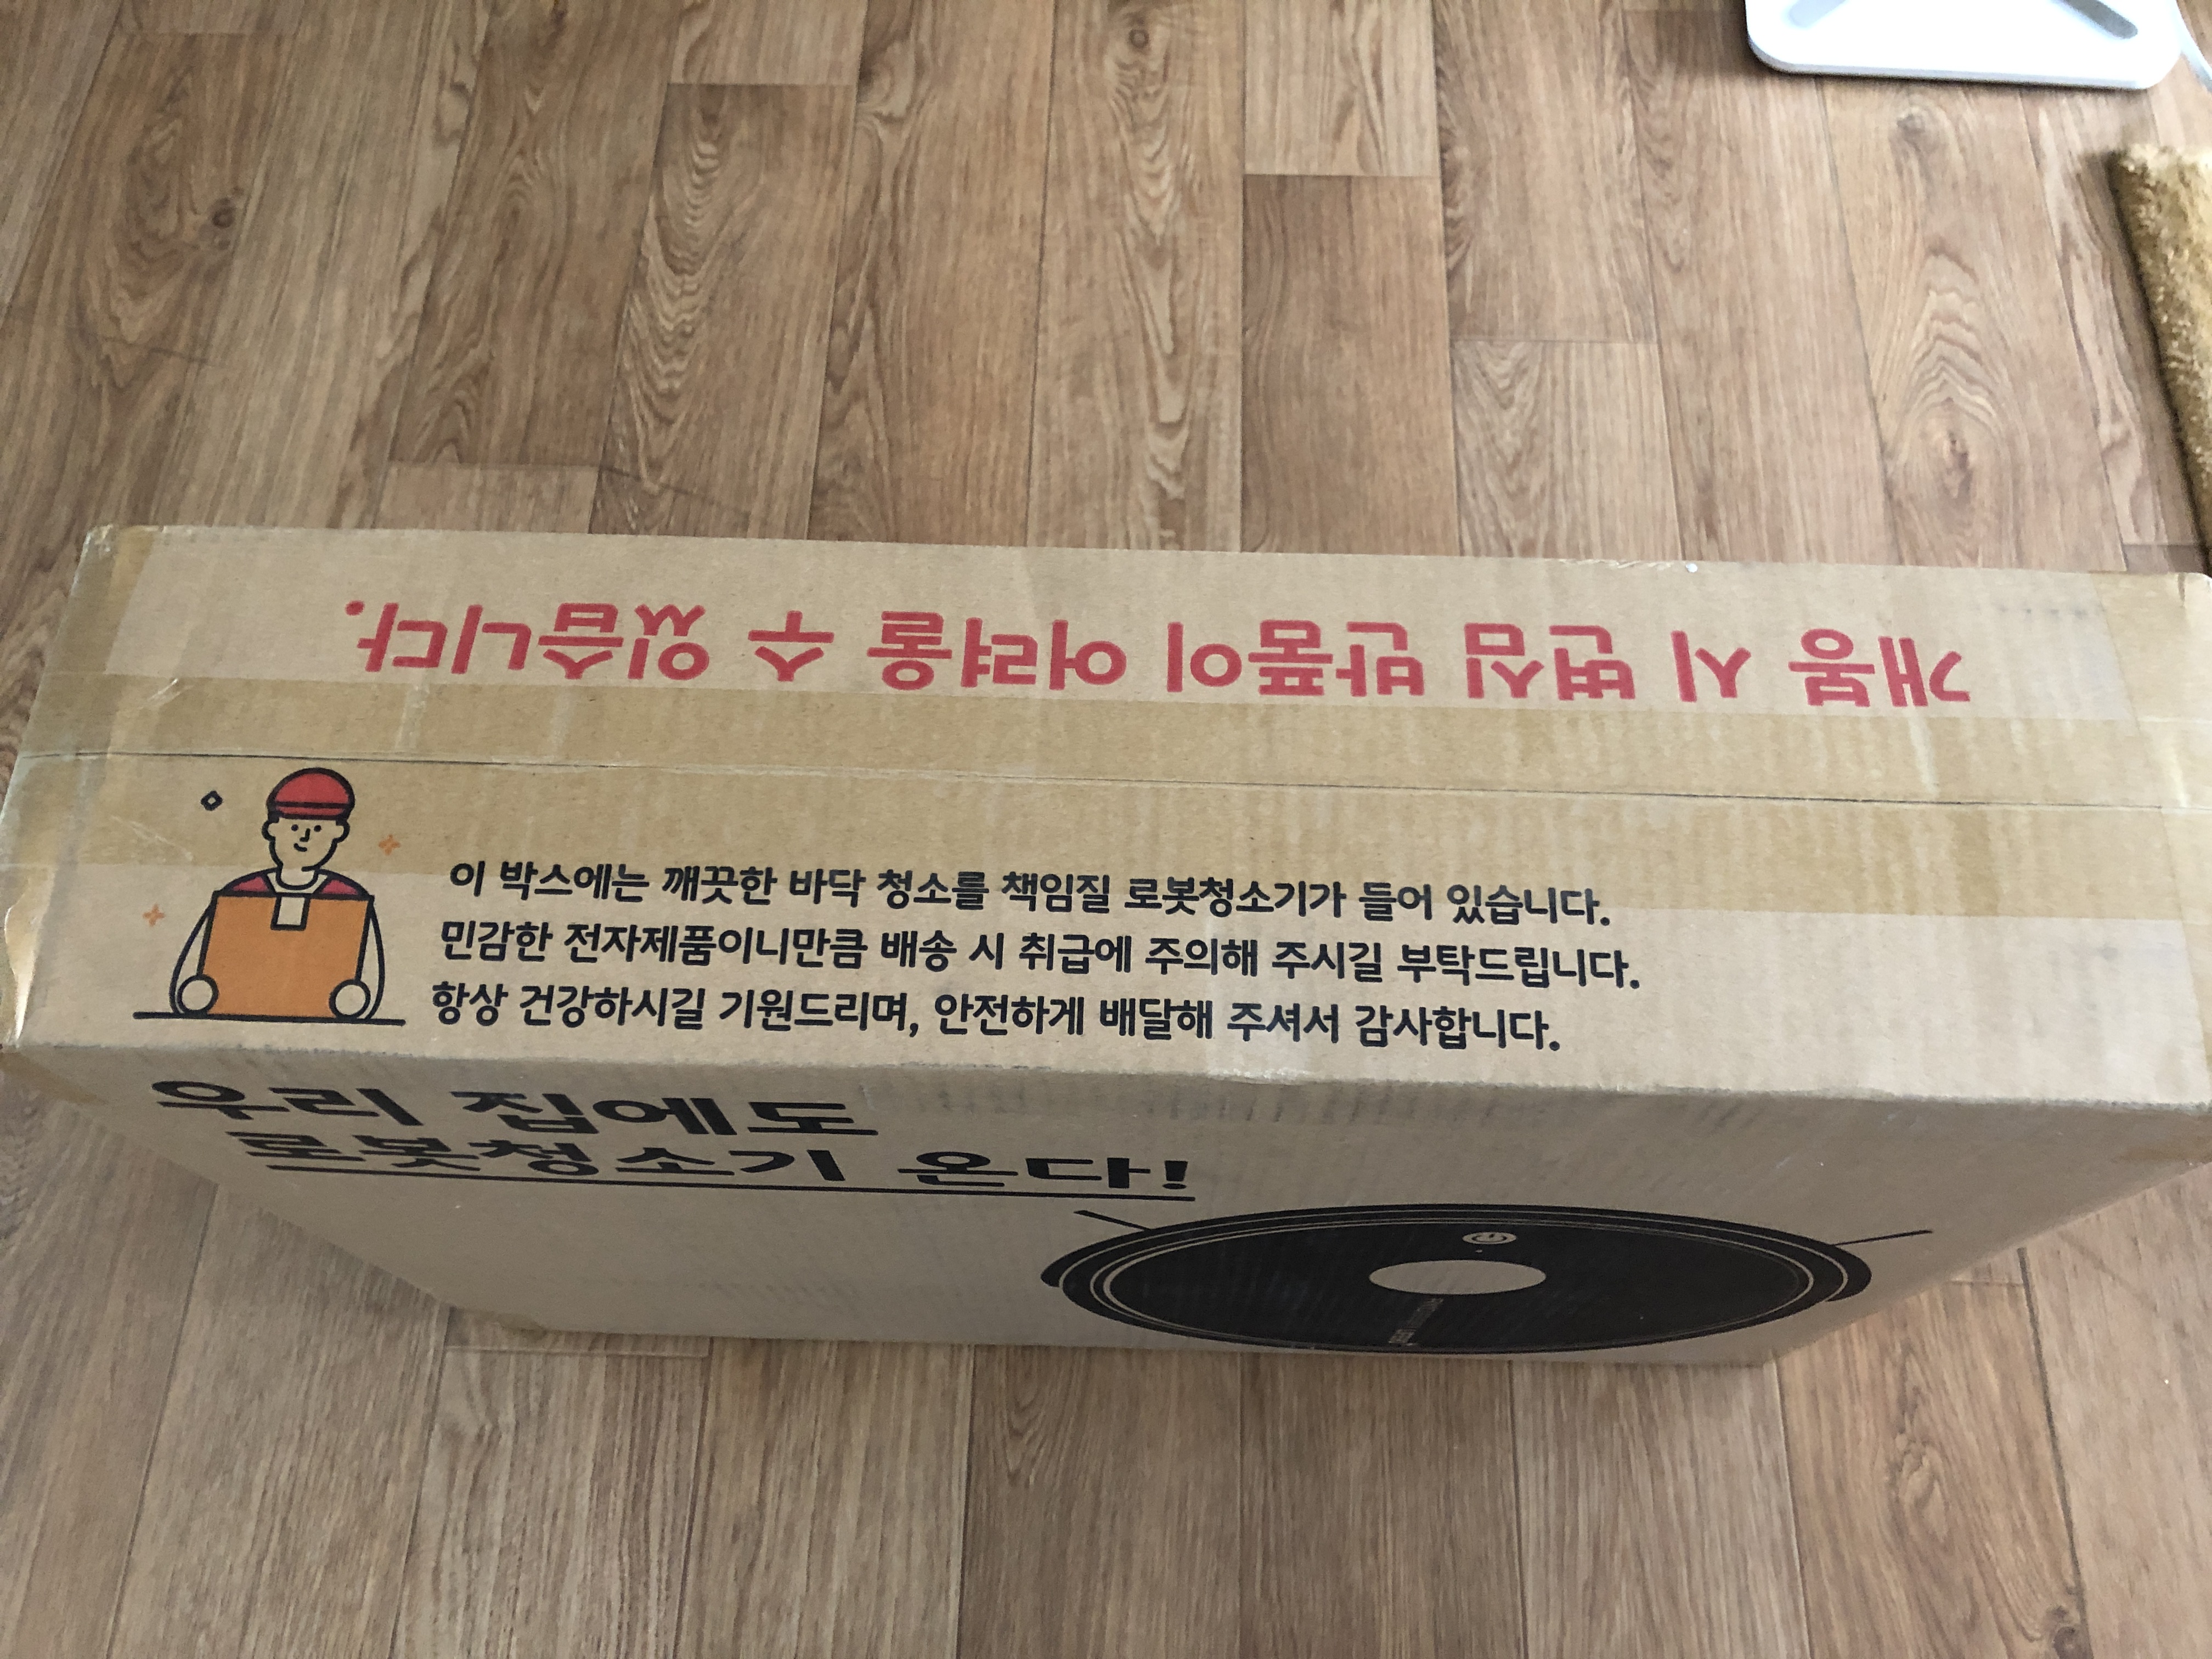 개봉 시 변심 반품이 어려울 수 있습니다.
이 박스에는 깨끗한 바닥 청소를 책임질 로봇청소기가 들어 있습니다.
민감한 전자제품이니만큼 배송 시 취급에 주의해 주시길 부탁드립니다.
항상 건강하시길 기원드리며, 안전하게 배달해 주셔서 감사합니다.
우리 집에도
로봇청소기 온다!